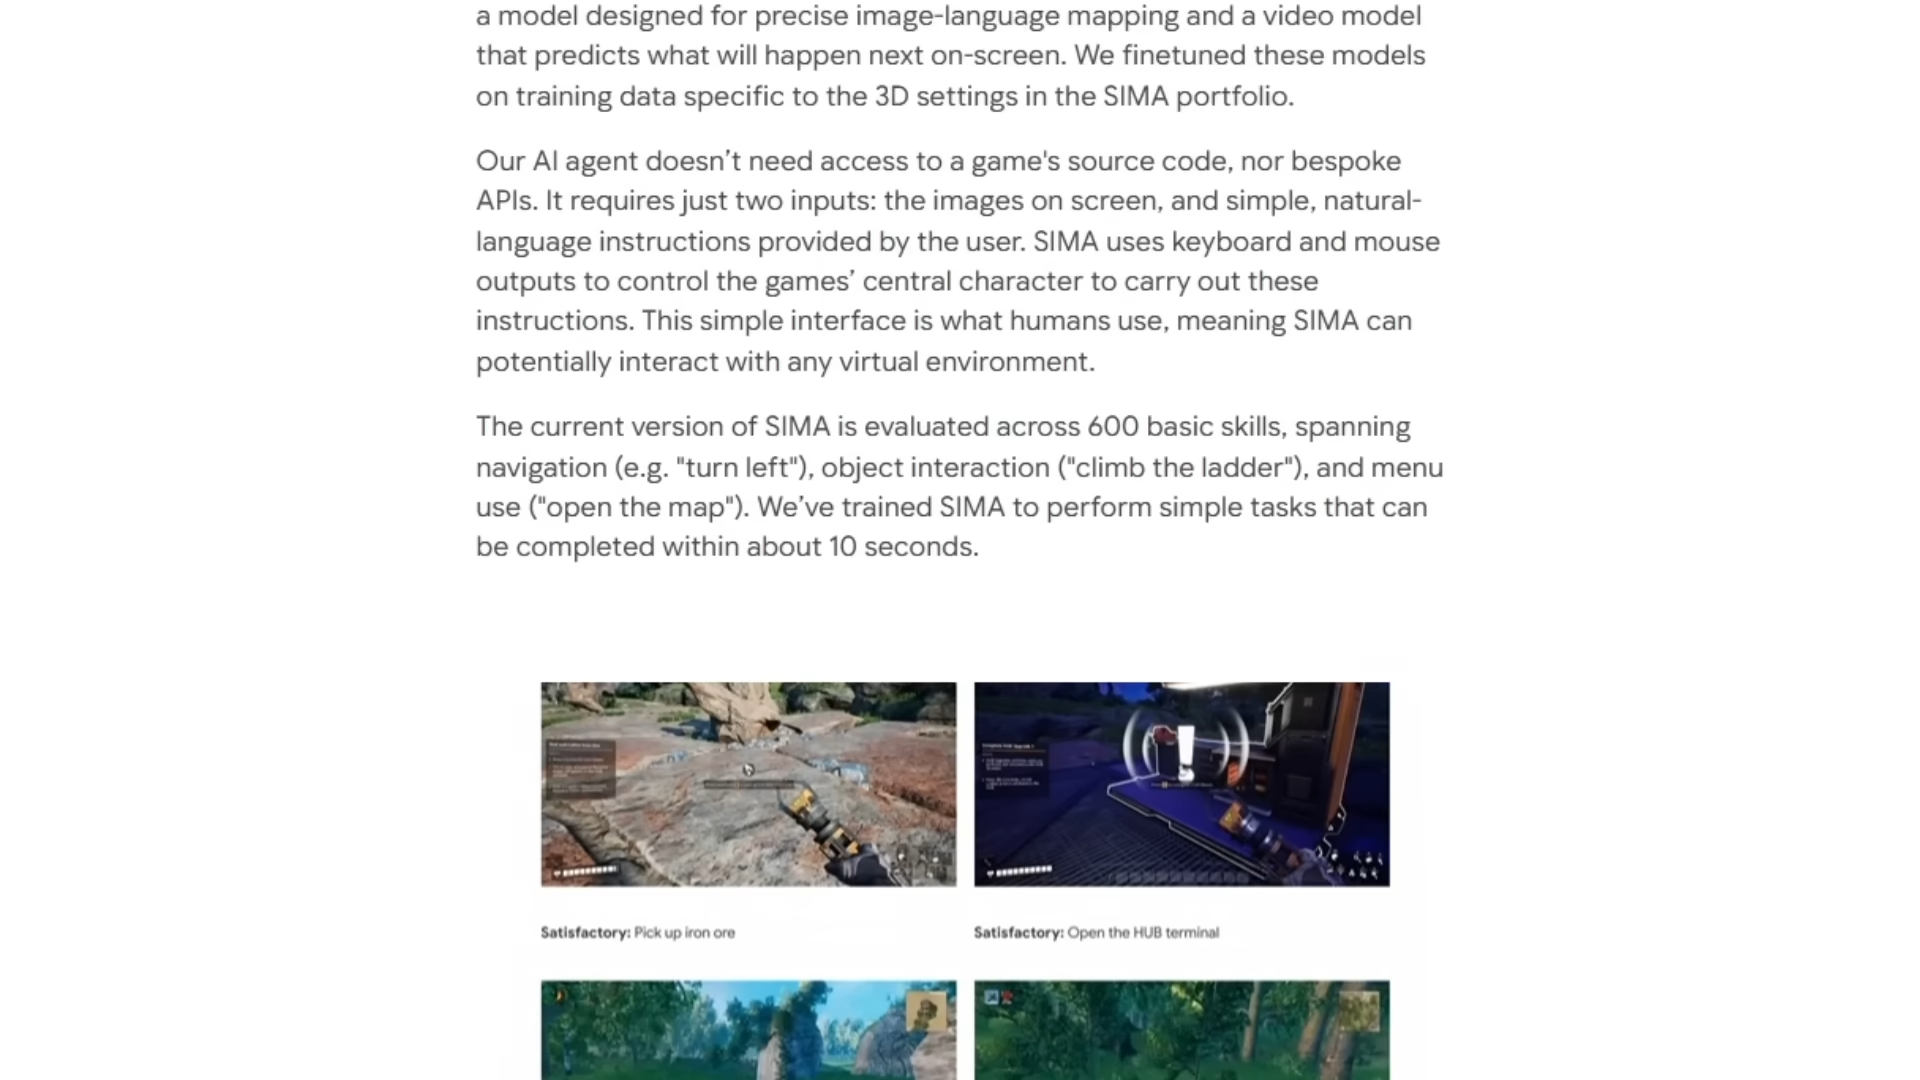 a model designed for precise image-language mapping and a video model
that predicts what will happen next on-screen. We finetuned these models
on training data specific to the 3D settings in the SIMA portfolio.
Our AI agent doesn’t need access to a game's source code, nor bespoke
APIs. It requires just two inputs: the images on screen, and simple, natural-
language instructions provided by the user. SIMA uses keyboard and mouse
outputs to control the games’ central character to carry out these
instructions. This simple interface is what humans use, meaning SIMA can
potentially interact with any virtual environment.
The current version of SIMA is evaluated across 600 basic skills, spanning
navigation (e.g. "turn left"), object interaction ("climb the ladder"), and menu
use ("open the map"). We’ve trained SIMA to perform simple tasks that can
be completed within about 10 seconds.
Satisfactory: Pick up iron ore
Satisfactory: Open the HUB terminal